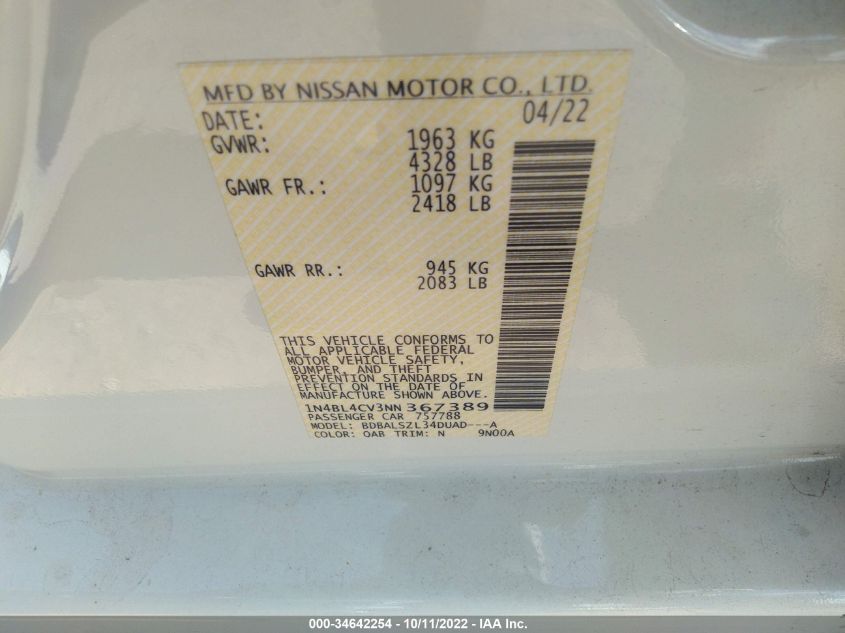 MFD BY NISSAN MOTOR CO., LTD.
DATE: 04/22
GVWR: 1963 KG
4328 LB
GAWR FR.: 1097 KG
2418 LB
GAWR RR.: 945 KG
2083 LB
THIS VEHICLE CONFORMS TO
ALL APPLICABLE FEDERAL
MOTOR VEHICLE SAFETY,
BUMPER, AND THEFT
PREVENTION STANDARDS IN
EFFECT ON THE DATE OF
MANUFACTURE SHOWN ABOVE.
1N4BL4CV3NN367389
PASSENGER CAR 757788
MODEL: BDBALSZL34DUAD---A
COLOR: QAB TRIM: N 9N00A
000-34642254 - 10/11/2022 - IAA Inc.